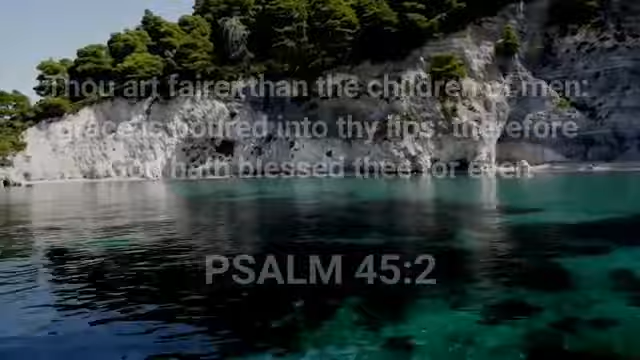 Thou art fairer than the children of men:
grace is poured into thy lips: therefore
God hath blessed thee for ever.
PSALM 45:2